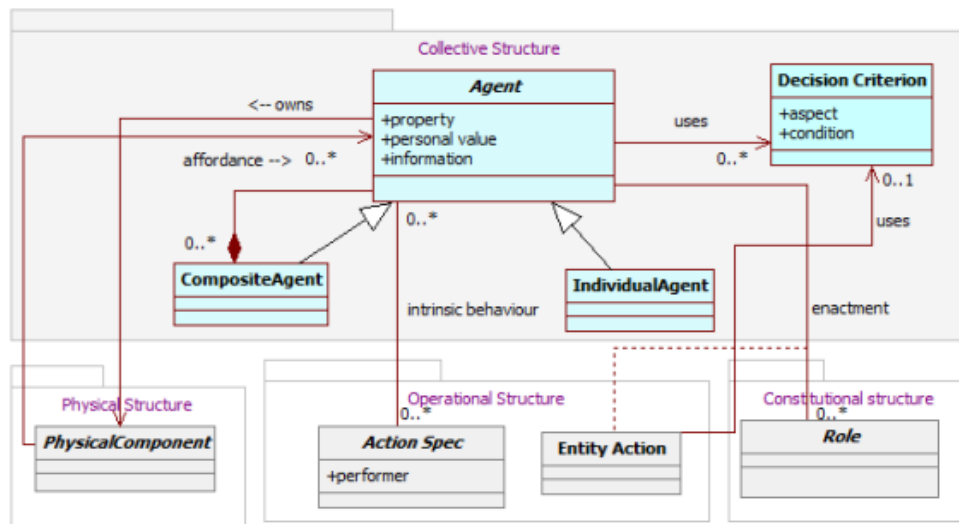 Collective Structure
Agent
+property
+personal value
+information
Decision Criterion
+aspect
+condition
<-- owns
uses
0..*
affordance --> 0..*
0..1
uses
0..*
0..*
CompositeAgent
IndividualAgent
intrinsic behaviour
enactment
Physical Structure
Operational Structure
Constitutional structure
0..*
0..*
PhysicalComponent
Action Spec
+performer
Entity Action
Role